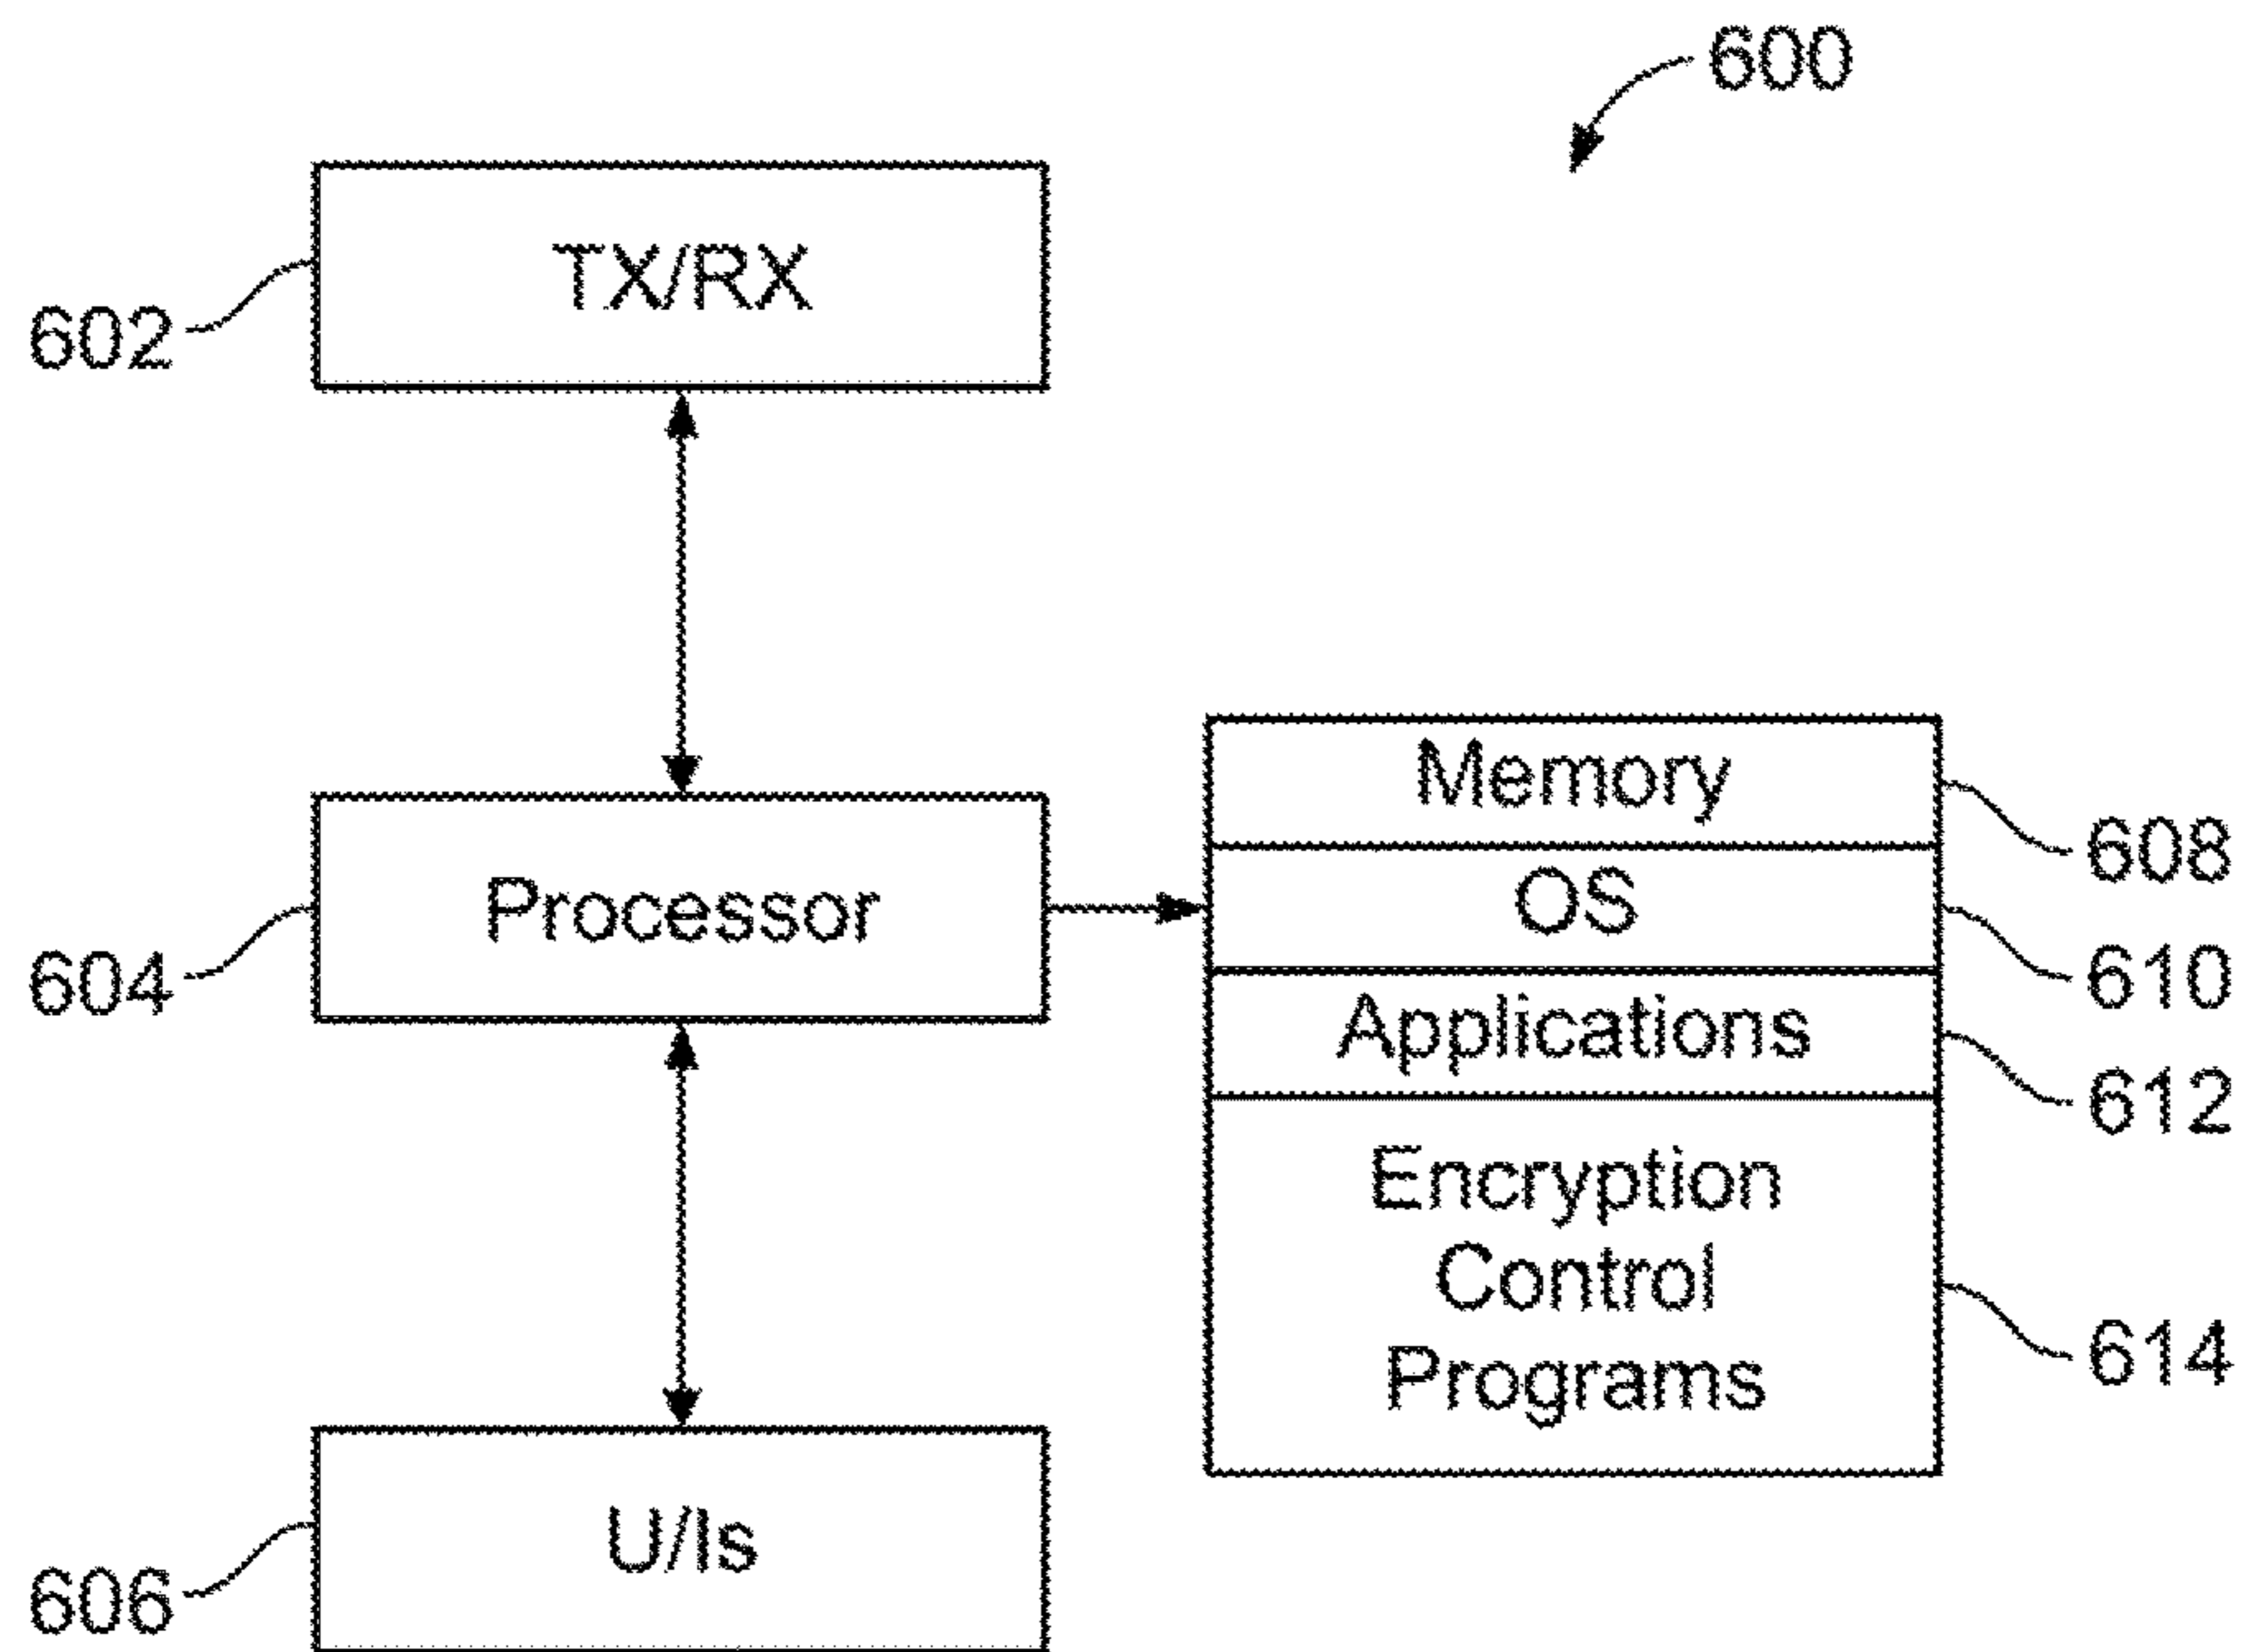 600
TX/RX
602
Memory
608
Processor
OS
604
610
Applications
612
Encryption
Control
Programs
614
U/Is
606